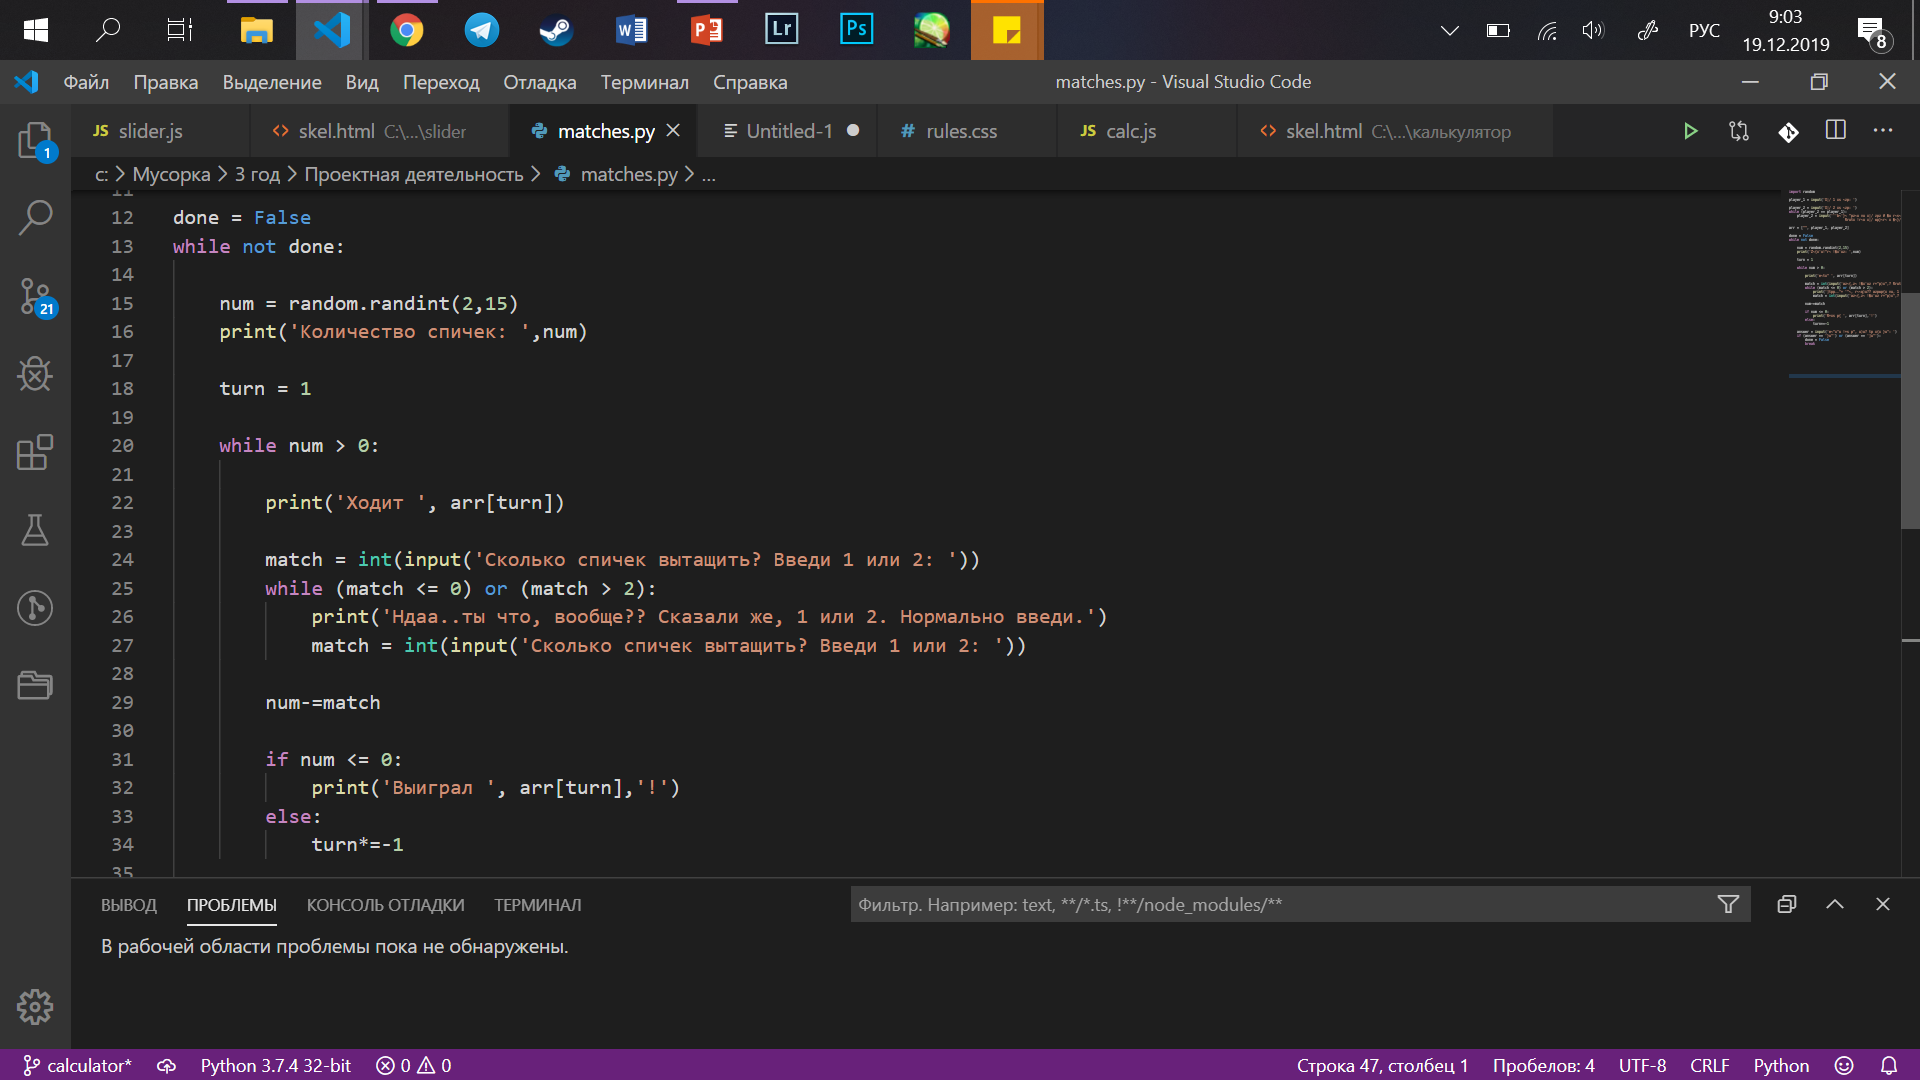 Lr
Ps
РУС
9:03
19.12.2019
8
Файл Правка Выделение Вид Переход Отладка Терминал Справка
matches.py - Visual Studio Code
JS slider.js
<> skel.html C:\...\slider
matches.py
Untitled-1
# rules.css
JS calc.js
<> skel.html C:\...\калькулятор
c: > Мусорка > 3 год > Проектная деятельность > matches.py > ...
1
21
11
12 done = False
13 while not done:
14
15 num = random.randint(2,15)
16 print('Количество спичек: ',num)
17
18 turn = 1
19
20 while num > 0:
21
22 print('Ходит ', arr[turn])
23
24 match = int(input('Сколько спичек вытащить? Введи 1 или 2: '))
25 while (match <= 0) or (match > 2):
26 print('Ндаа..ты что, вообще?? Сказали же, 1 или 2. Нормально введи.')
27 match = int(input('Сколько спичек вытащить? Введи 1 или 2: '))
28
29 num-=match
30
31 if num <= 0:
32 print('Выиграл ', arr[turn],'!')
33 else:
34 turn*=-1
35
ВЫВОД ПРОБЛЕМЫ КОНСОЛЬ ОТЛАДКИ ТЕРМИНАЛ
Фильтр. Например: text, **/*.ts, !**/node_modules/**
В рабочей области проблемы пока не обнаружены.
calculator* Python 3.7.4 32-bit 0 0
Строка 47, столбец 1 Пробелов: 4 UTF-8 CRLF Python